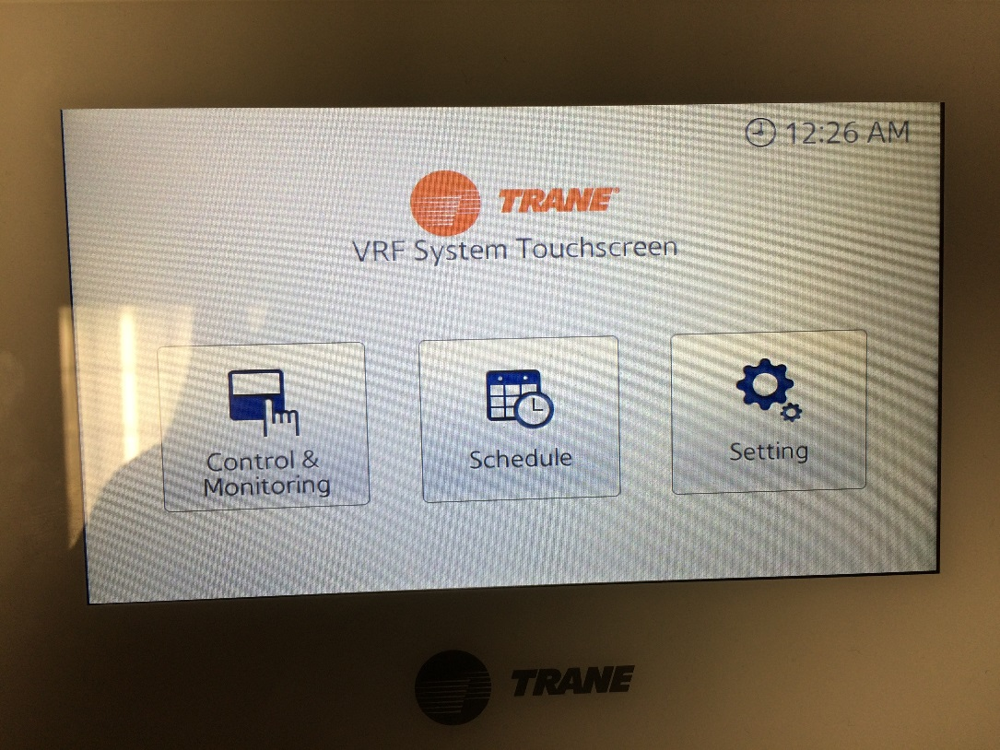 12:26 AM
TRANE
VRF System Touchscreen
Control &
Monitoring
Schedule
Setting
TRANE